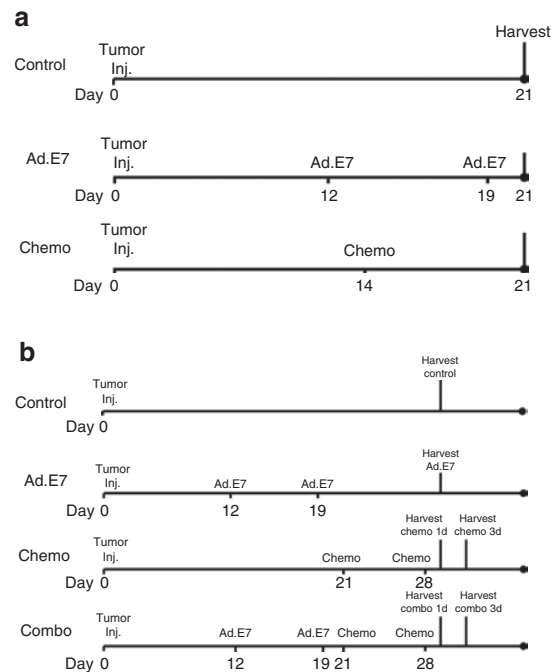 a
Harvest
Tumor
Inj.
Control
Day 0
21
Tumor
Inj.
Ad.E7
Ad.E7
Ad.E7
Day 0
12
19
21
Tumor
Inj.
Chemo
Chemo
Day 0
14
21
b
Harvest
control
Tumor
Inj.
Control
Day 0
Harvest
Ad.E7
Tumor
Inj.
Ad.E7
Ad.E7
Ad.E7
Day 0
12
19
Harvest
chemo 1d
Harvest
chemo 3d
Tumor
Inj.
Chemo
Chemo
Chemo
Day 0
21
28
Harvest
combo 1d
Harvest
combo 3d
Tumor
Inj.
Combo
Ad.E7
Ad.E7
Chemo
Chemo
Day 0
12
19
21
28